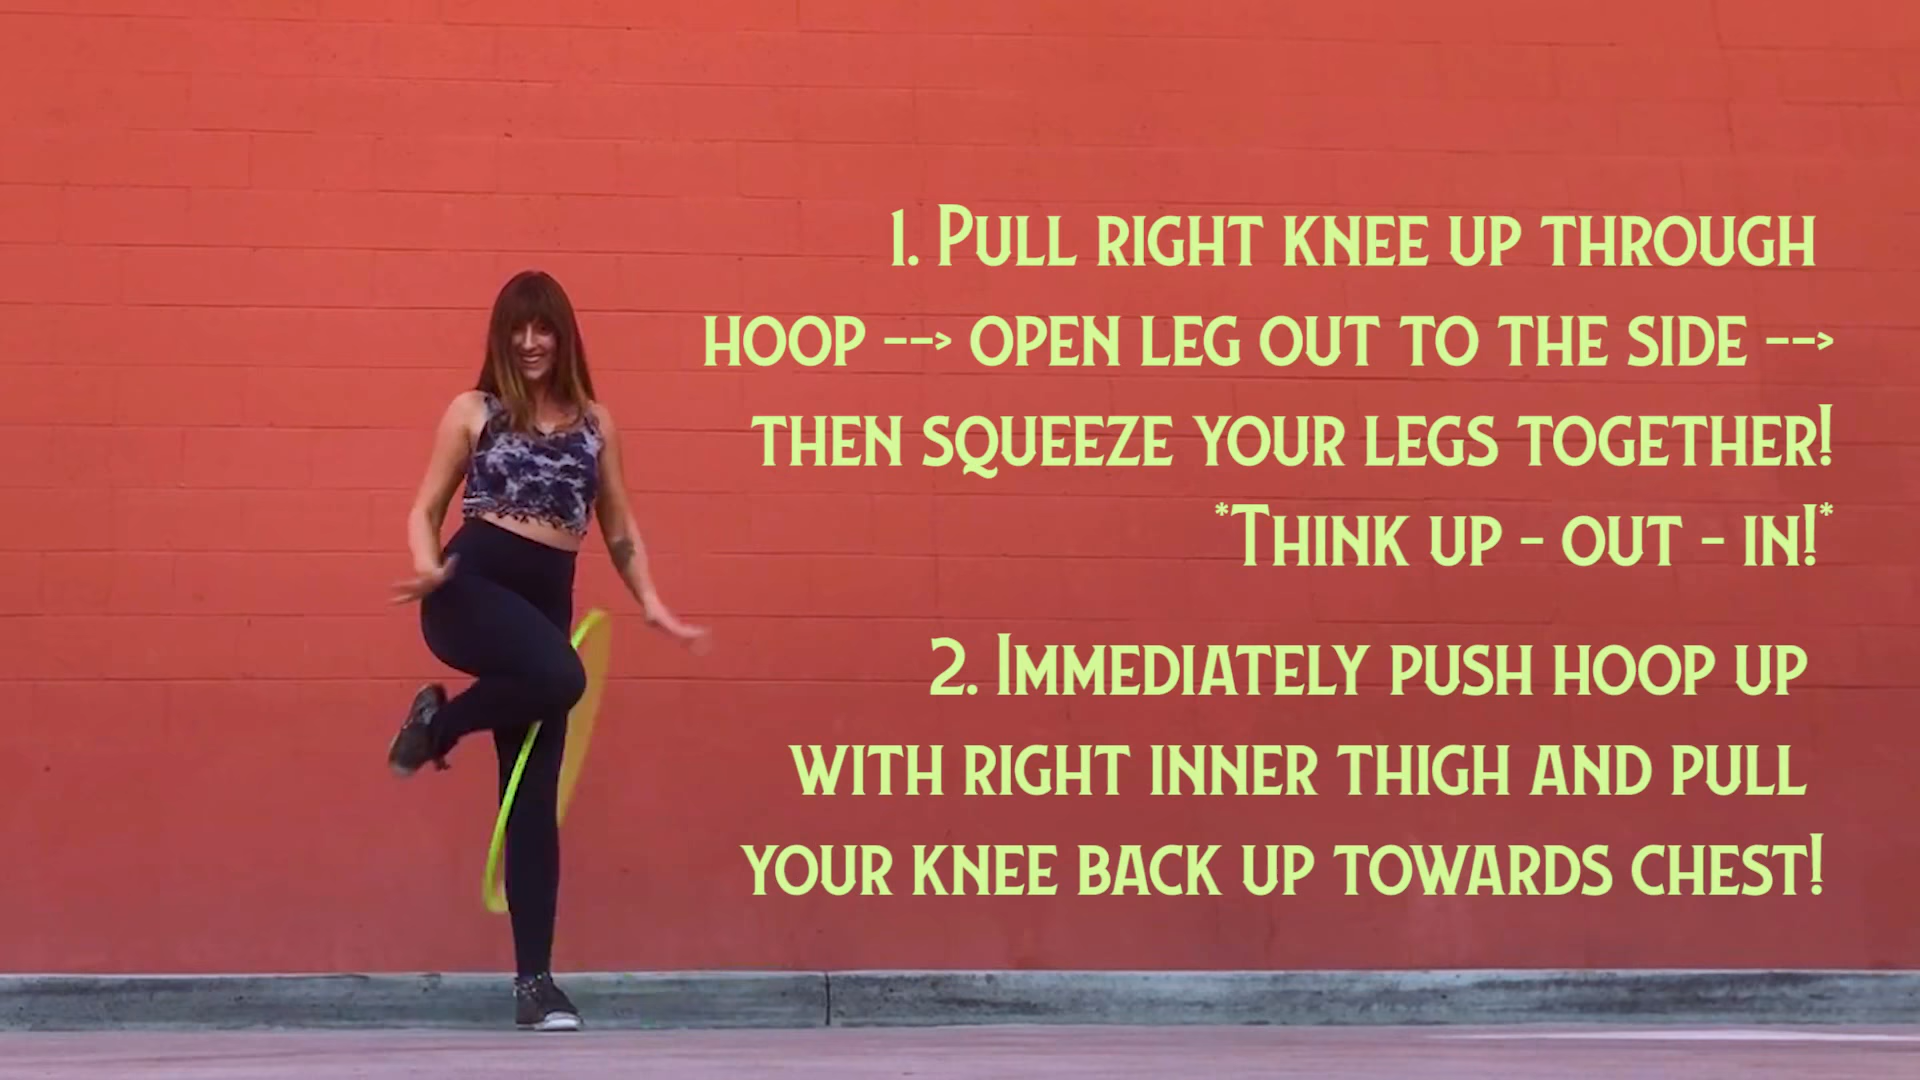 1. Pull right knee up through
hoop --> open leg out to the side -->
then squeeze your legs together!
*Think up - out - in!*
2. Immediately push hoop up
with right inner thigh and pull
your knee back up towards chest!